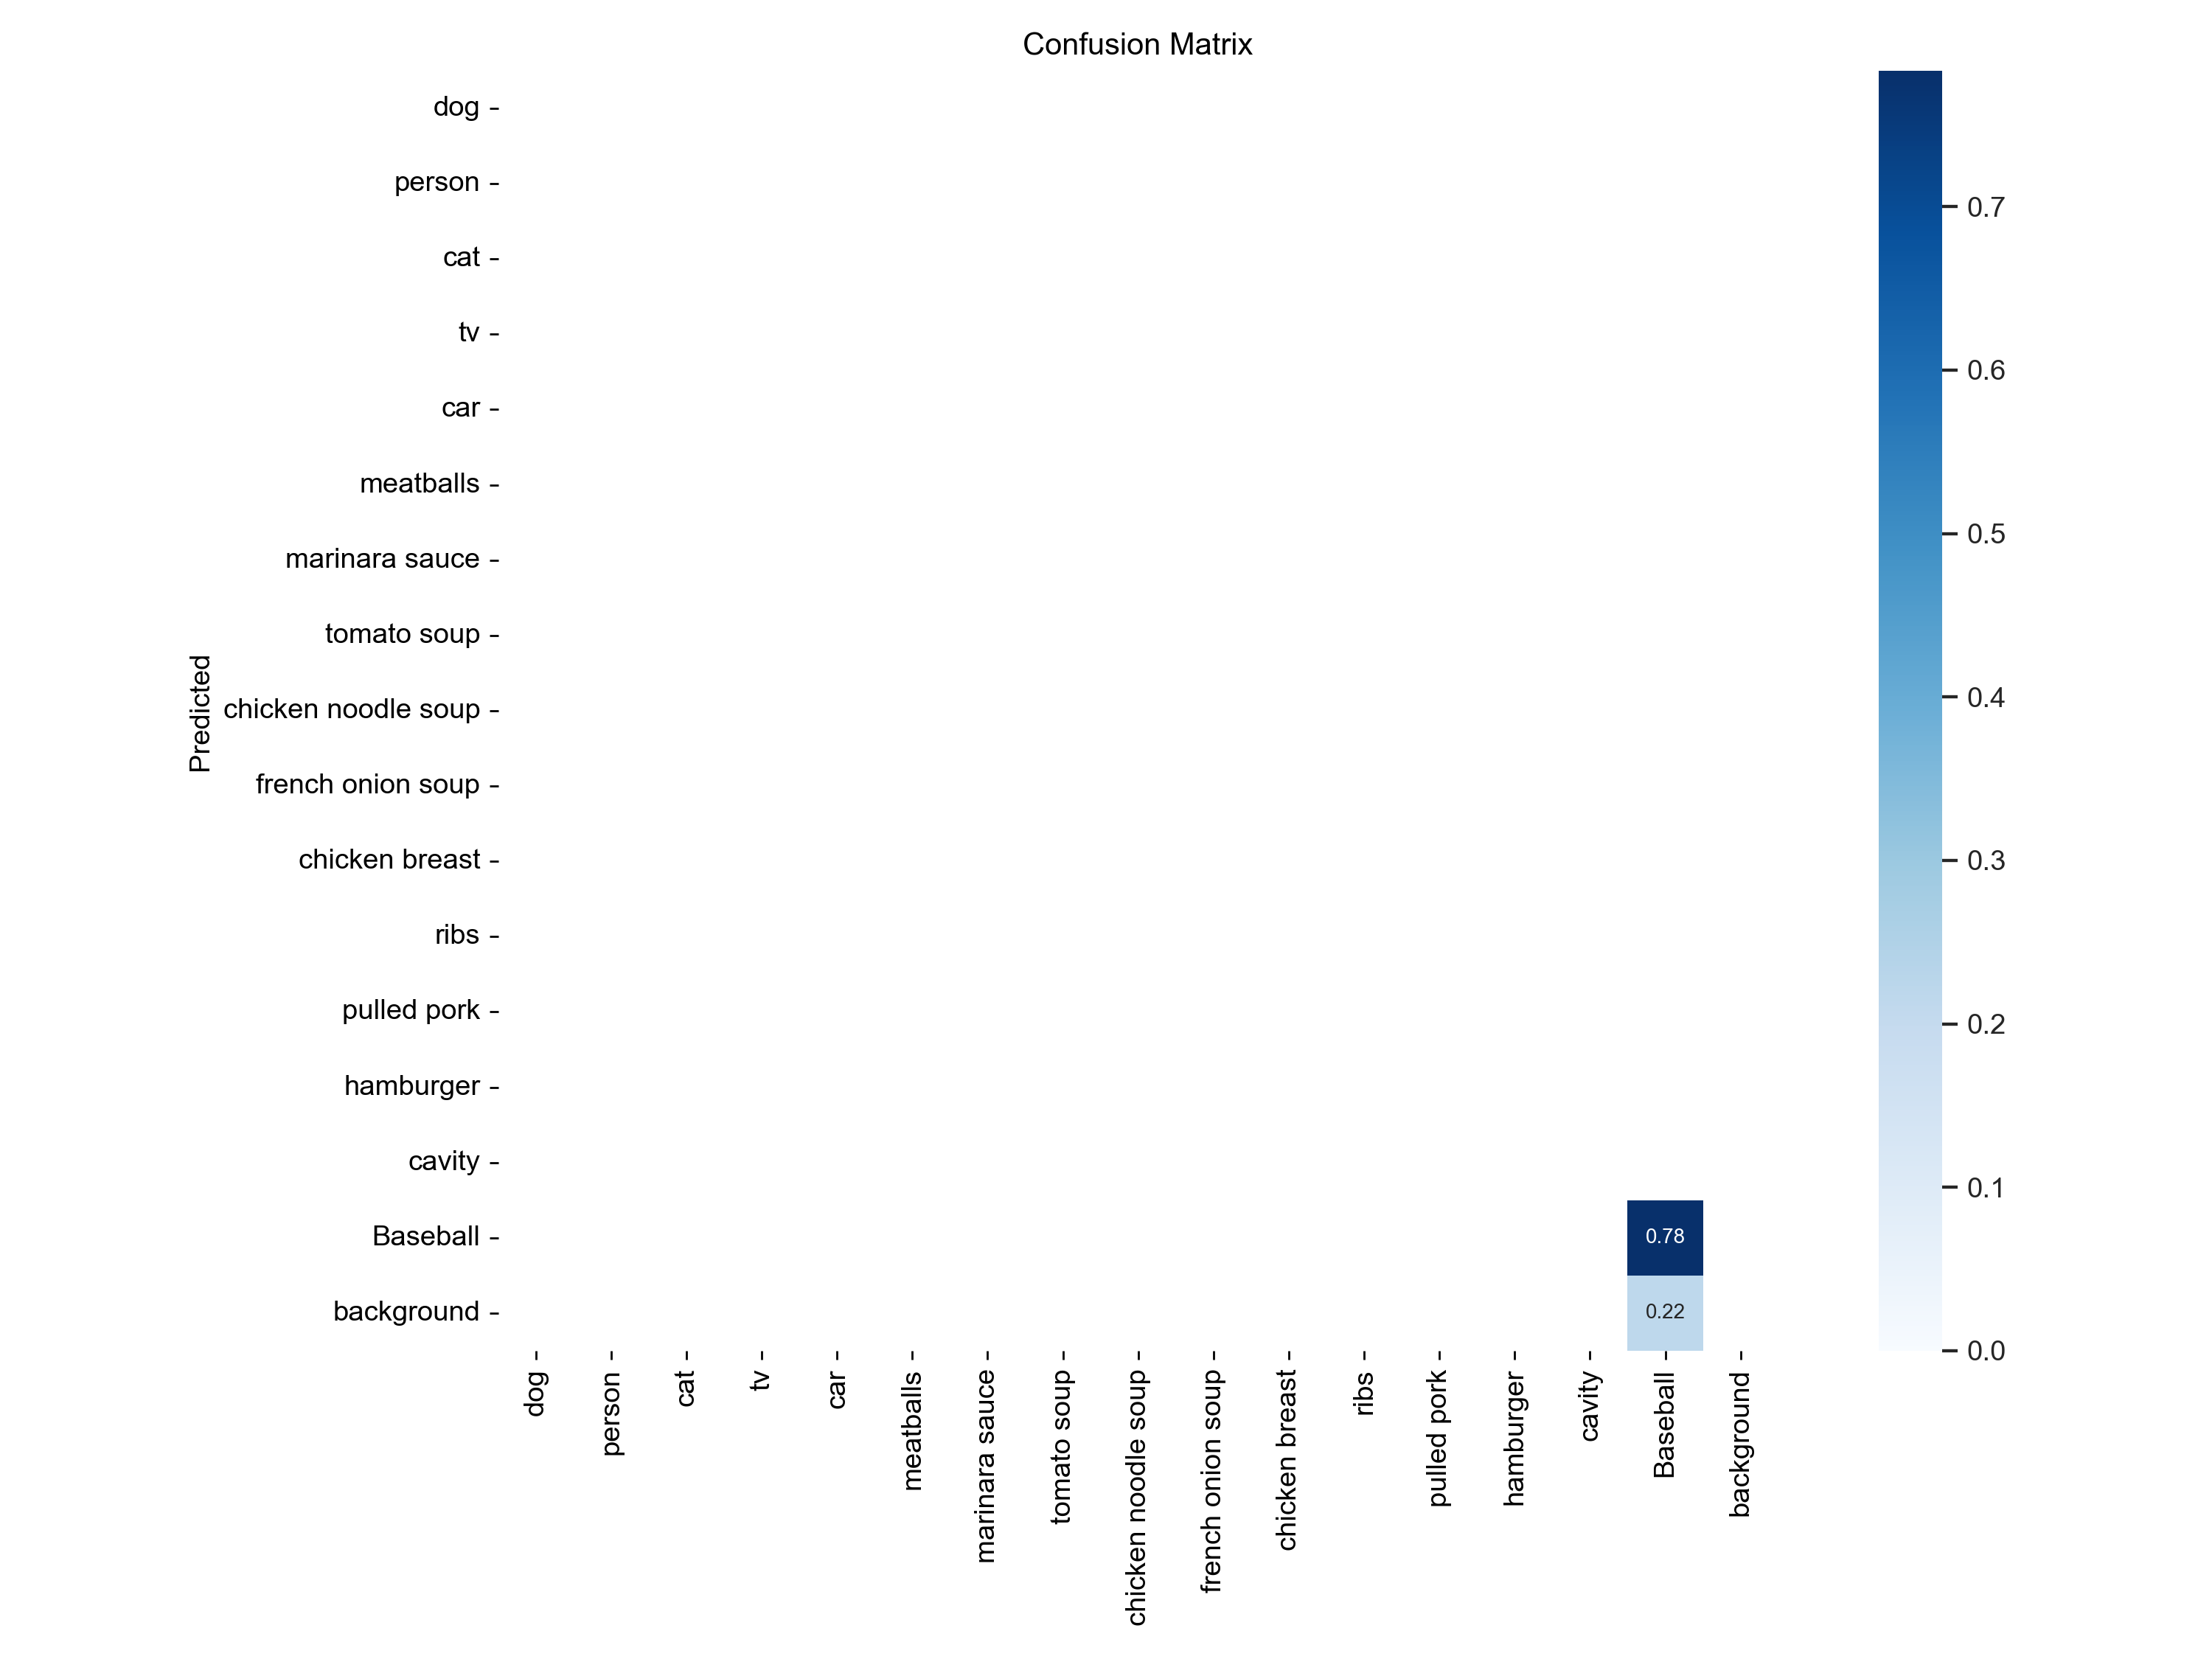 Confusion Matrix
Predicted
dog
person
cat
tv
car
meatballs
marinara sauce
tomato soup
chicken noodle soup
french onion soup
chicken breast
ribs
pulled pork
hamburger
cavity
Baseball
background
0.78
0.22
dog
person
cat
tv
car
meatballs
marinara sauce
tomato soup
chicken noodle soup
french onion soup
chicken breast
ribs
pulled pork
hamburger
cavity
Baseball
background
0.7
0.6
0.5
0.4
0.3
0.2
0.1
0.0